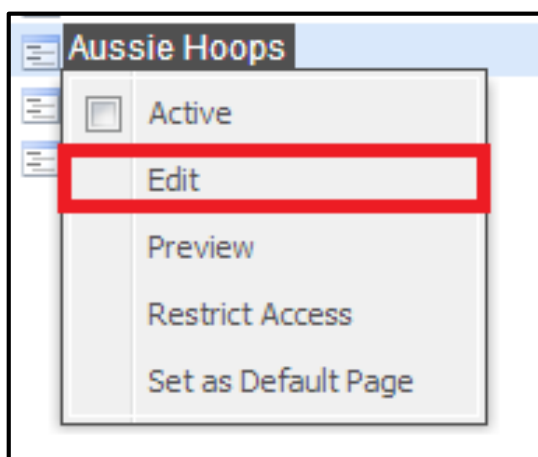 Aussie Hoops
Active
Edit
Preview
Restrict Access
Set as Default Page